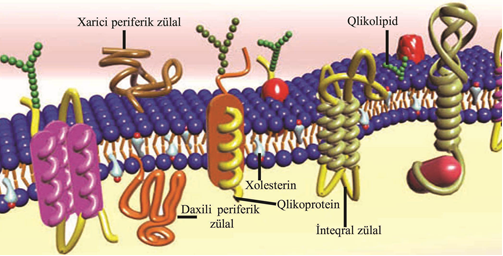 Xarici periferik zülal
Qlikolipid
Xolesterin
Qlikoprotein
Daxili periferik
zülal
İnteqral zülal